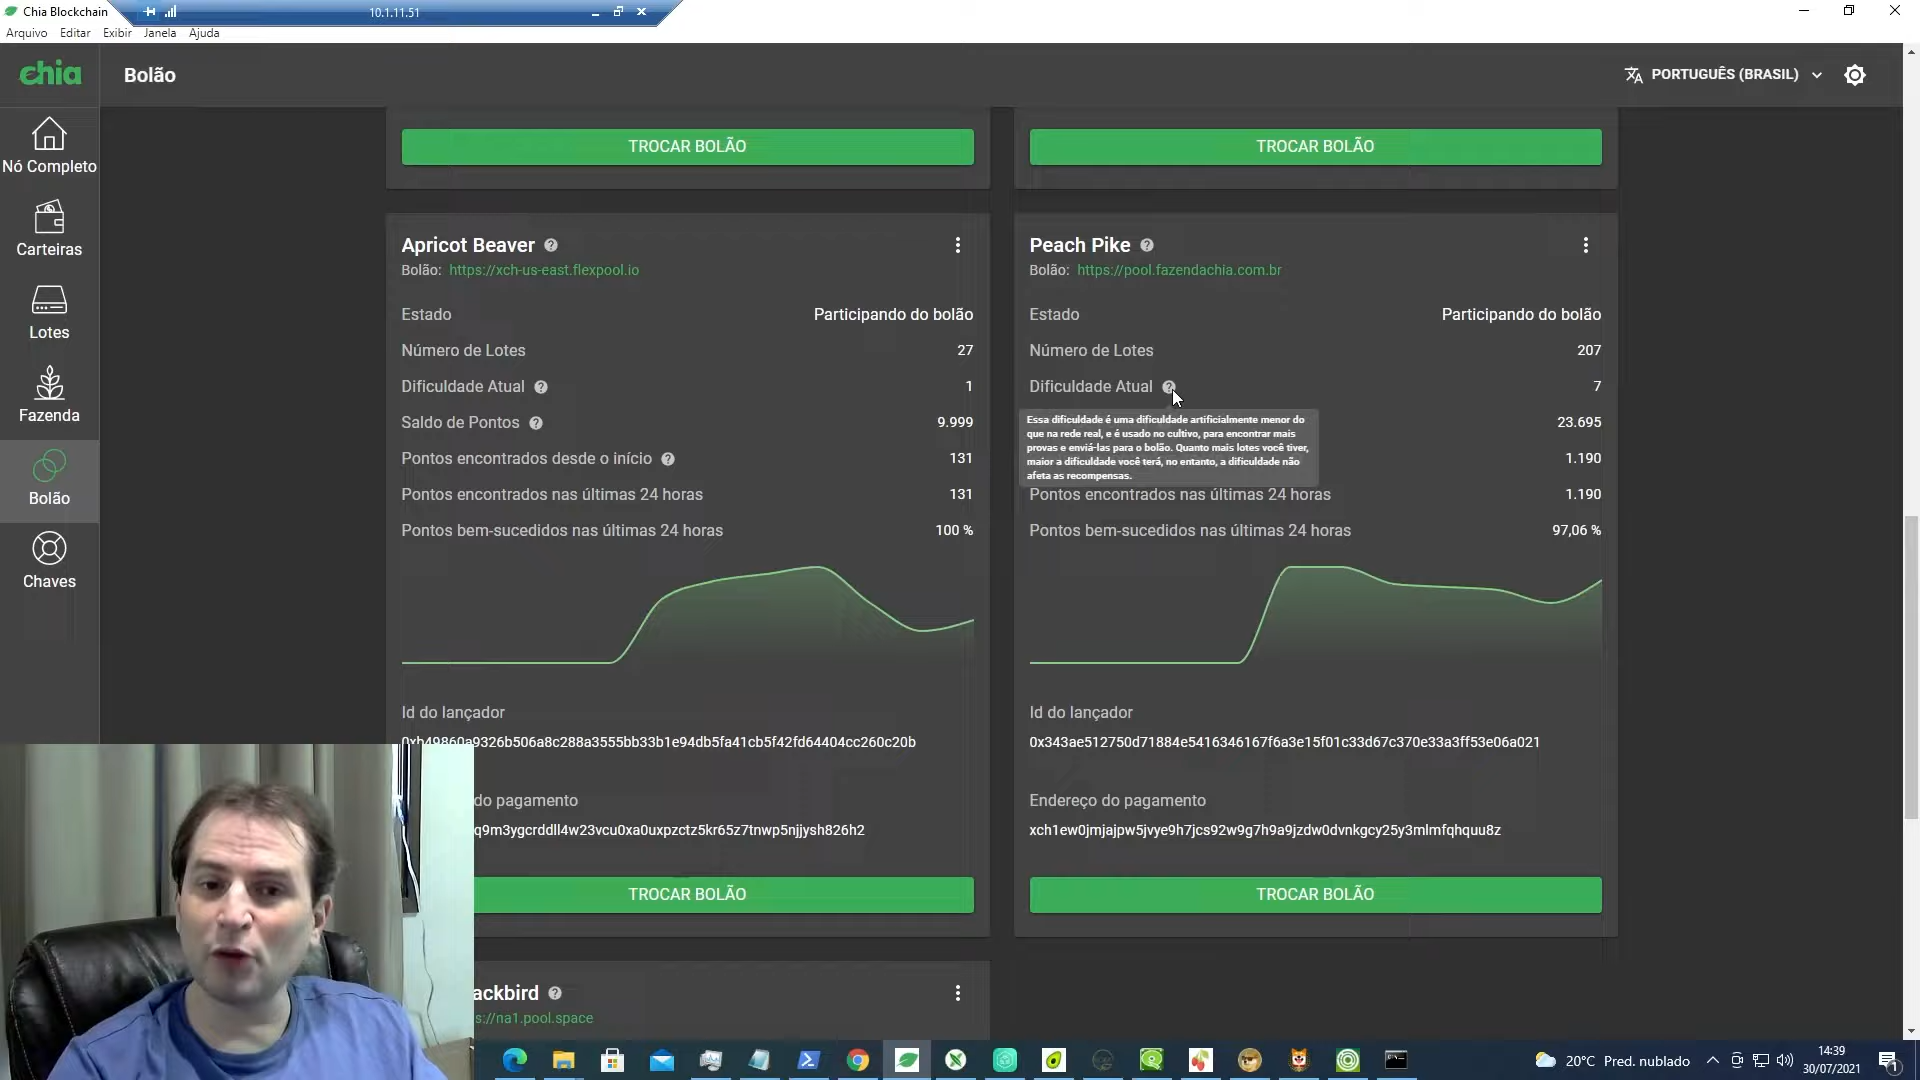 Chia Blockchain
10.1.11.51
Arquivo Editar Exibir Janela Ajuda
chia
Bolão
PORTUGUÊS (BRASIL)
Nó Completo
Carteiras
Lotes
Fazenda
Bolão
Chaves
TROCAR BOLÃO
TROCAR BOLÃO
Apricot Beaver
Bolão: https://xch-us-east.flexpool.io
Estado Participando do bolão
Número de Lotes 27
Dificuldade Atual 1
Saldo de Pontos 9.999
Pontos encontrados desde o início 131
Pontos encontrados nas últimas 24 horas 131
Pontos bem-sucedidos nas últimas 24 horas 100 %
Id do lançador
0xb49860a9326b506a8c288a3555bb33b1e94db5fa41cb5f42fd64404cc260c20b
do pagamento
q9m3ygcrddll4w23vcu0xa0uxpzctz5kr65z7tnwp5njjysh826h2
TROCAR BOLÃO
Peach Pike
Bolão: https://pool.fazendachia.com.br
Estado Participando do bolão
Número de Lotes 207
Dificuldade Atual 7
Essa dificuldade é uma dificuldade artificialmente menor do
que na rede real, e é usado no cultivo, para encontrar mais
provas e enviá-las para o bolão. Quanto mais lotes você tiver,
maior a dificuldade você terá, no entanto, a dificuldade não
afeta as recompensas.
23.695
1.190
Pontos encontrados nas últimas 24 horas 1.190
Pontos bem-sucedidos nas últimas 24 horas 97,06 %
Id do lançador
0x343ae512750d71884e5416346167f6a3e15f01c33d67c370e33a3ff53e06a021
Endereço do pagamento
xch1ew0jmjajpw5jvye9h7jcs92w9g7h9a9jzdw0dvnkgcy25y3mlmfqhquu8z
TROCAR BOLÃO
ackbird
s://na1.pool.space
20°C Pred. nublado
14:39
30/07/2021
1